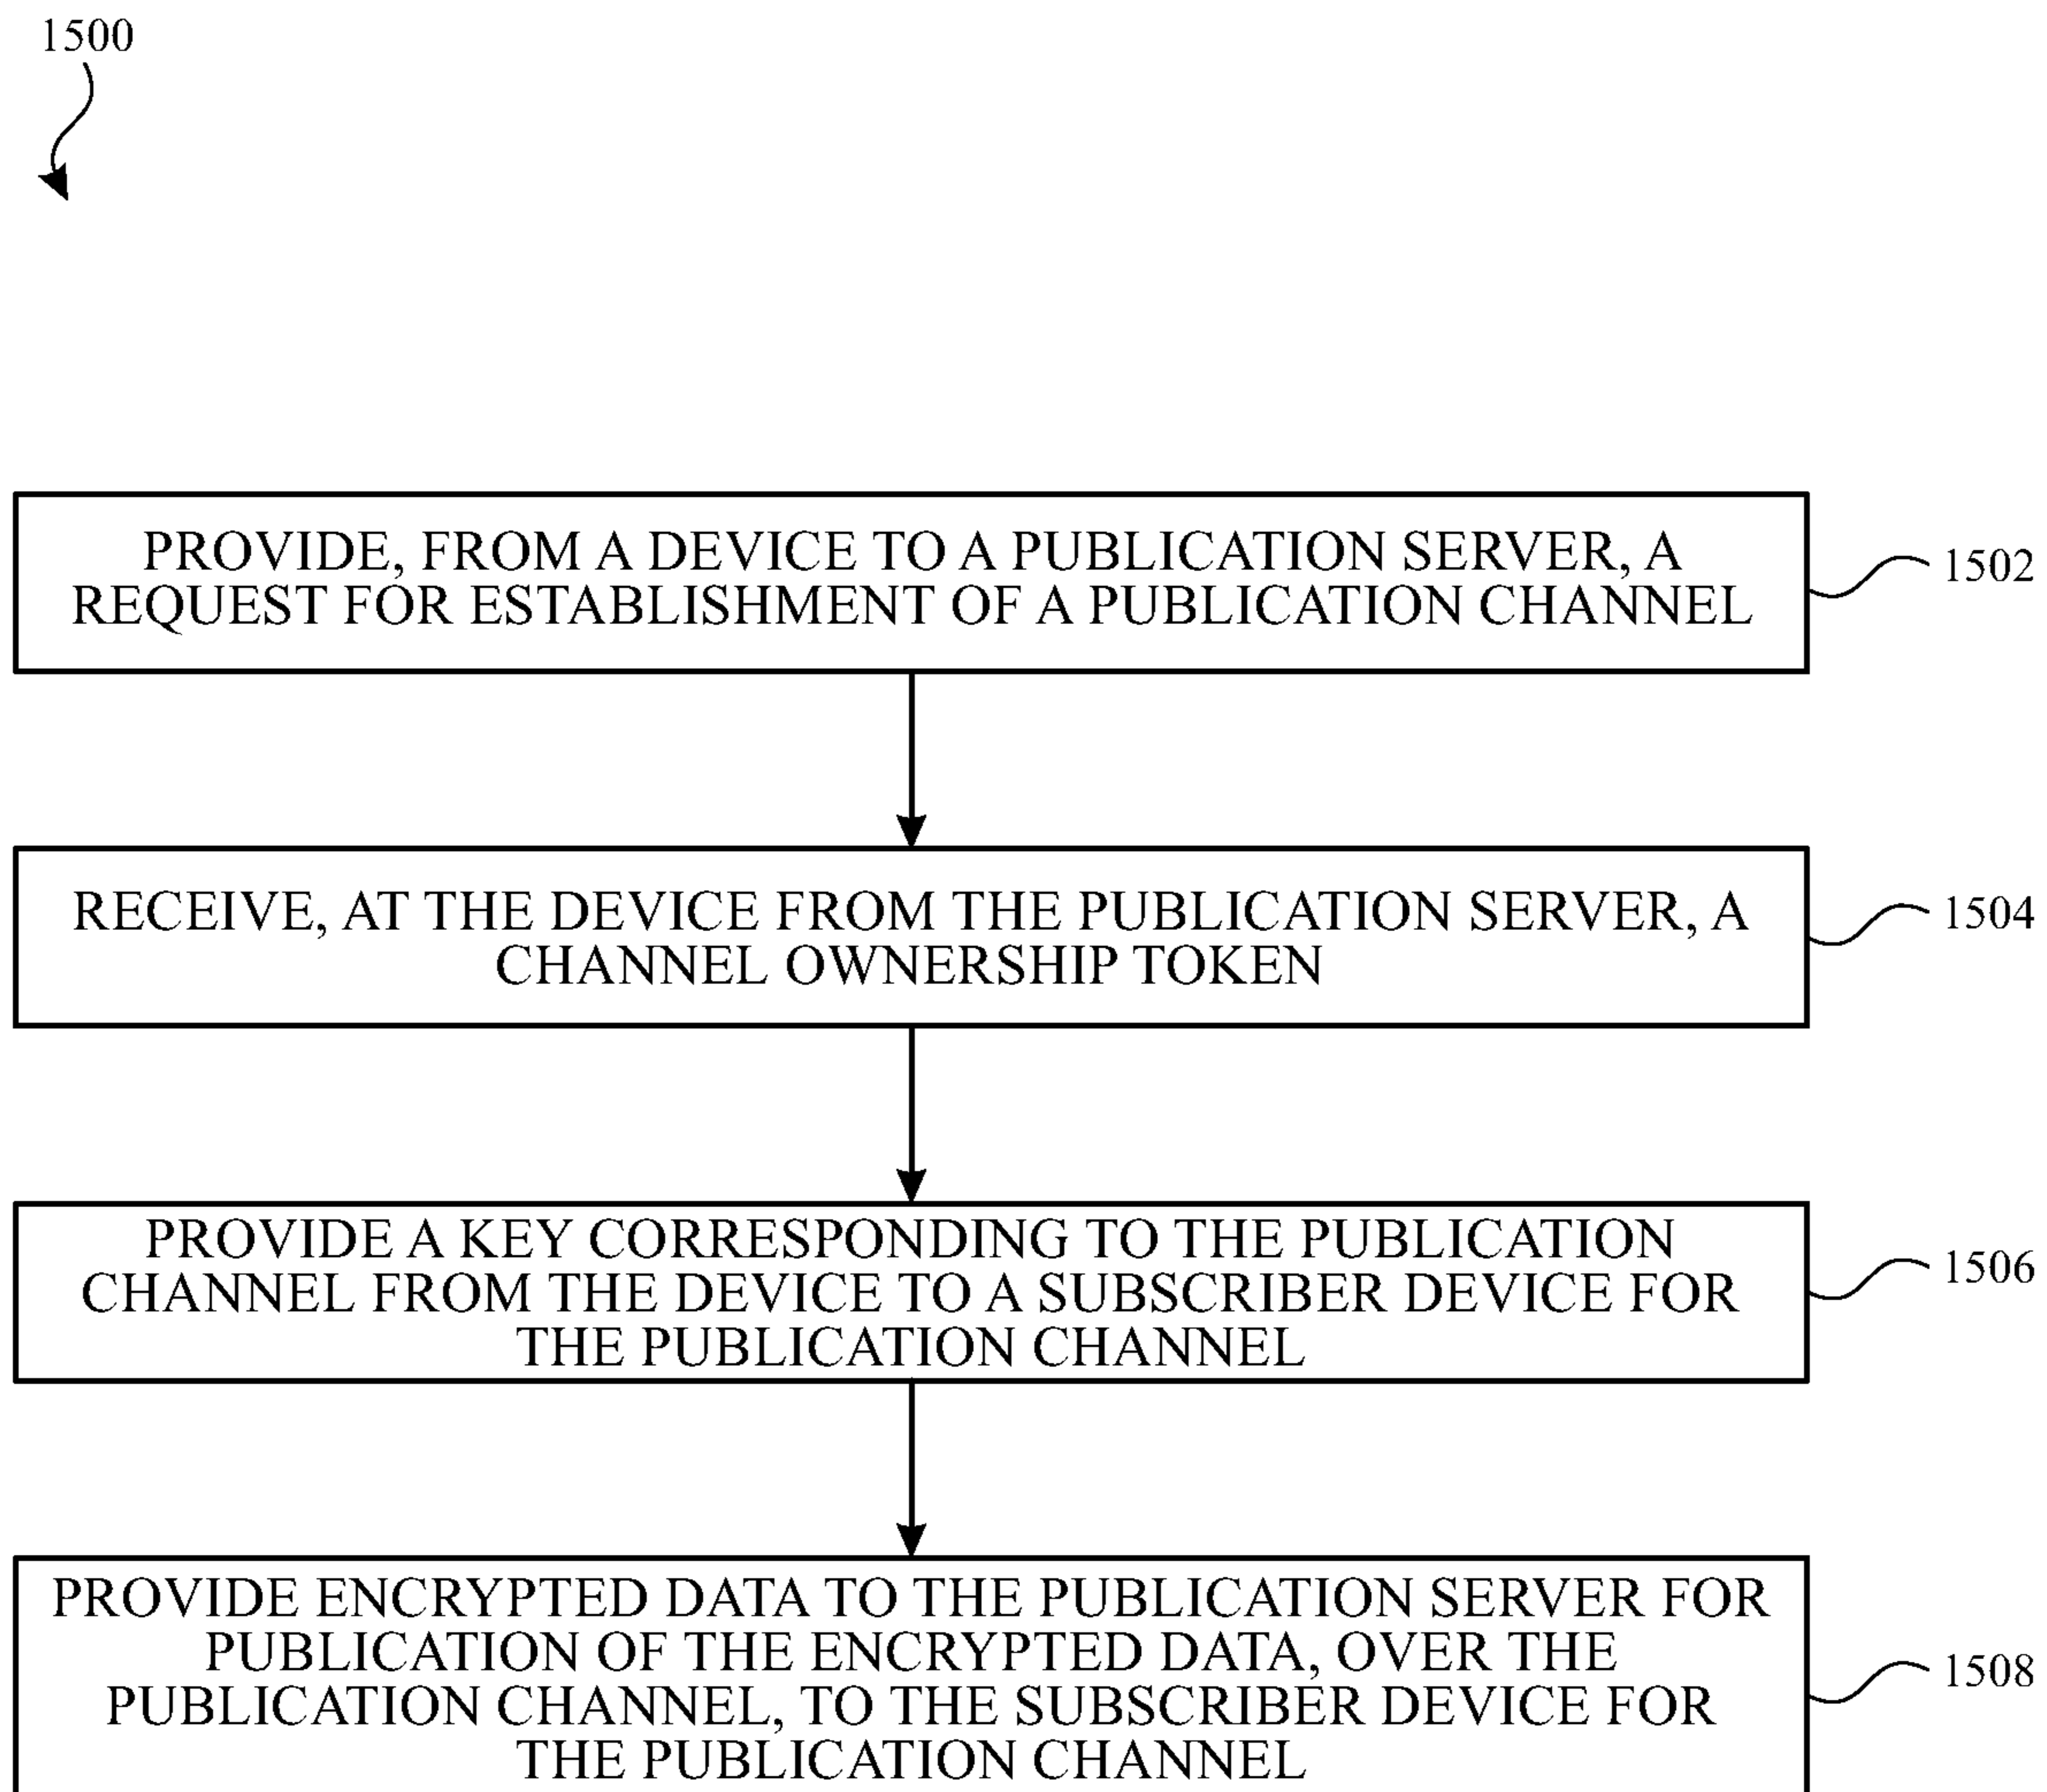 1500
PROVIDE, FROM A DEVICE TO A PUBLICATION SERVER, A
REQUEST FOR ESTABLISHMENT OF A PUBLICATION CHANNEL
1502
RECEIVE, AT THE DEVICE FROM THE PUBLICATION SERVER, A
CHANNEL OWNERSHIP TOKEN
1504
PROVIDE A KEY CORRESPONDING TO THE PUBLICATION
CHANNEL FROM THE DEVICE TO A SUBSCRIBER DEVICE FOR
THE PUBLICATION CHANNEL
1506
PROVIDE ENCRYPTED DATA TO THE PUBLICATION SERVER FOR
PUBLICATION OF THE ENCRYPTED DATA, OVER THE
PUBLICATION CHANNEL, TO THE SUBSCRIBER DEVICE FOR
THE PUBLICATION CHANNEL
1508